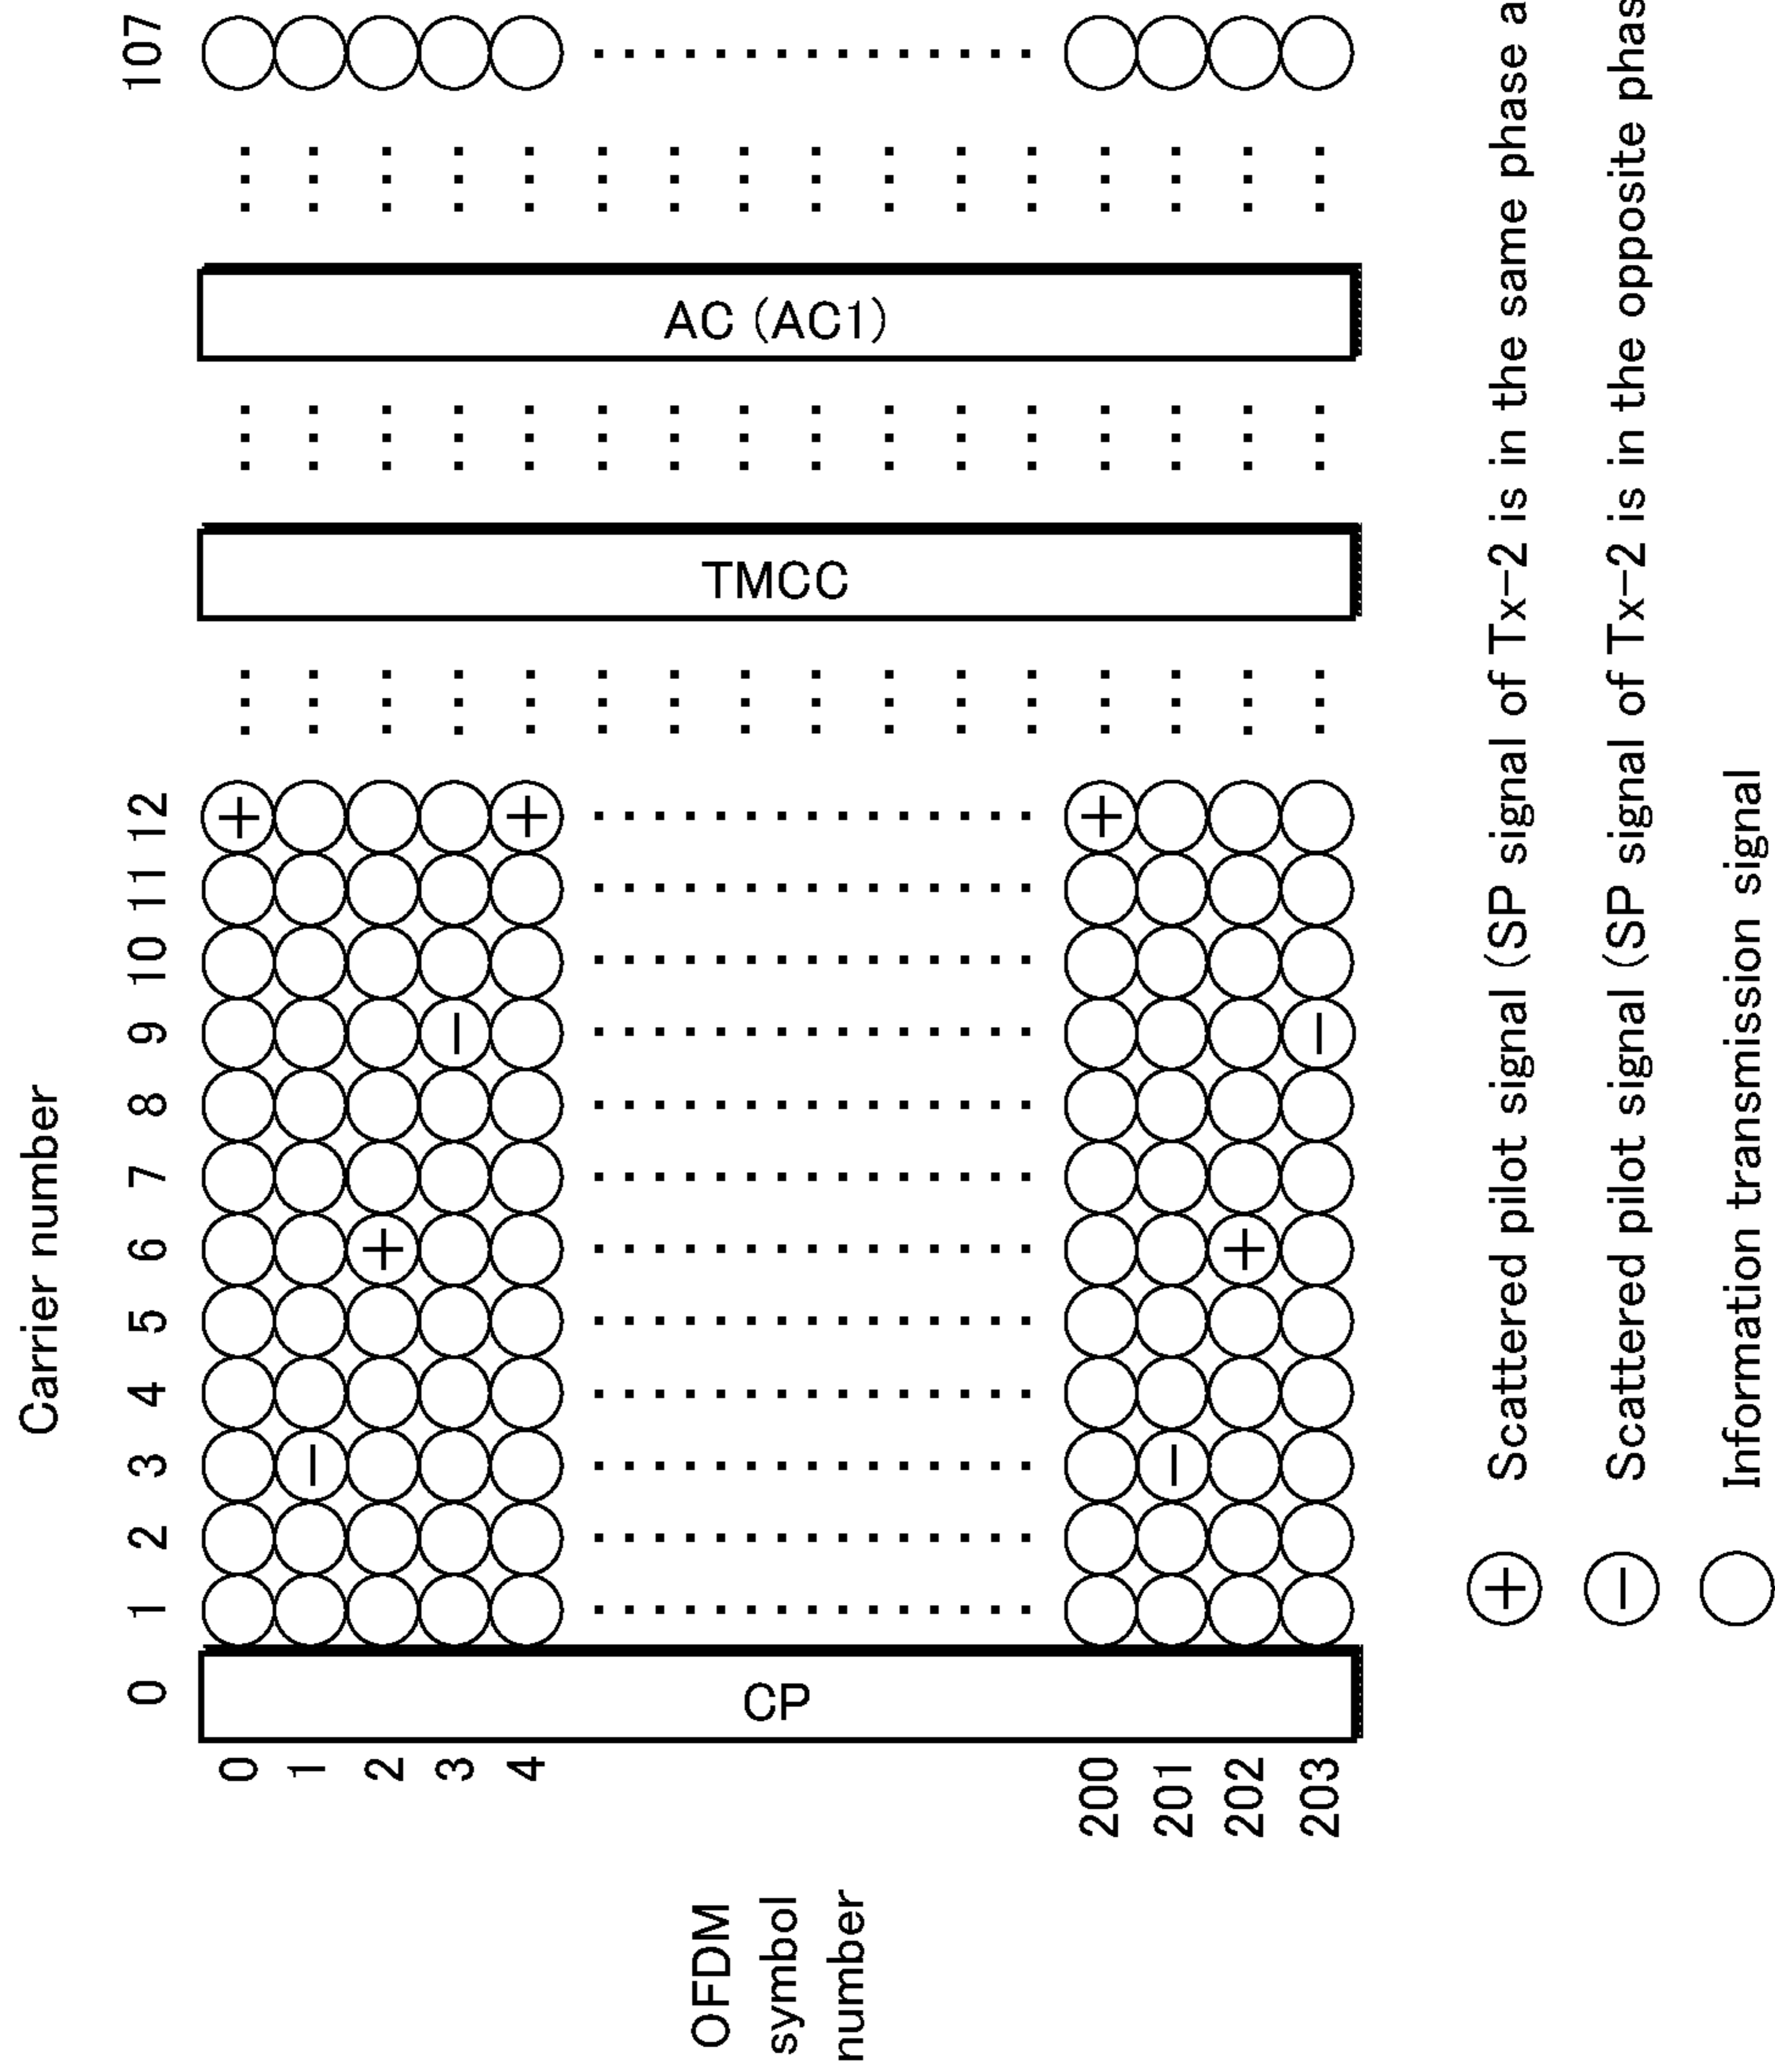 Carrier number
0 1 2 3 4 5 6 7 8 9 10 11 12 107
0
1
2
3
4
OFDM
symbol
number
CP TMCC AC (AC1)
200
201
202
203
+ Scattered pilot signal (SP signal of Tx-2 is in the same phase a
− Scattered pilot signal (SP signal of Tx-2 is in the opposite phas
Information transmission signal